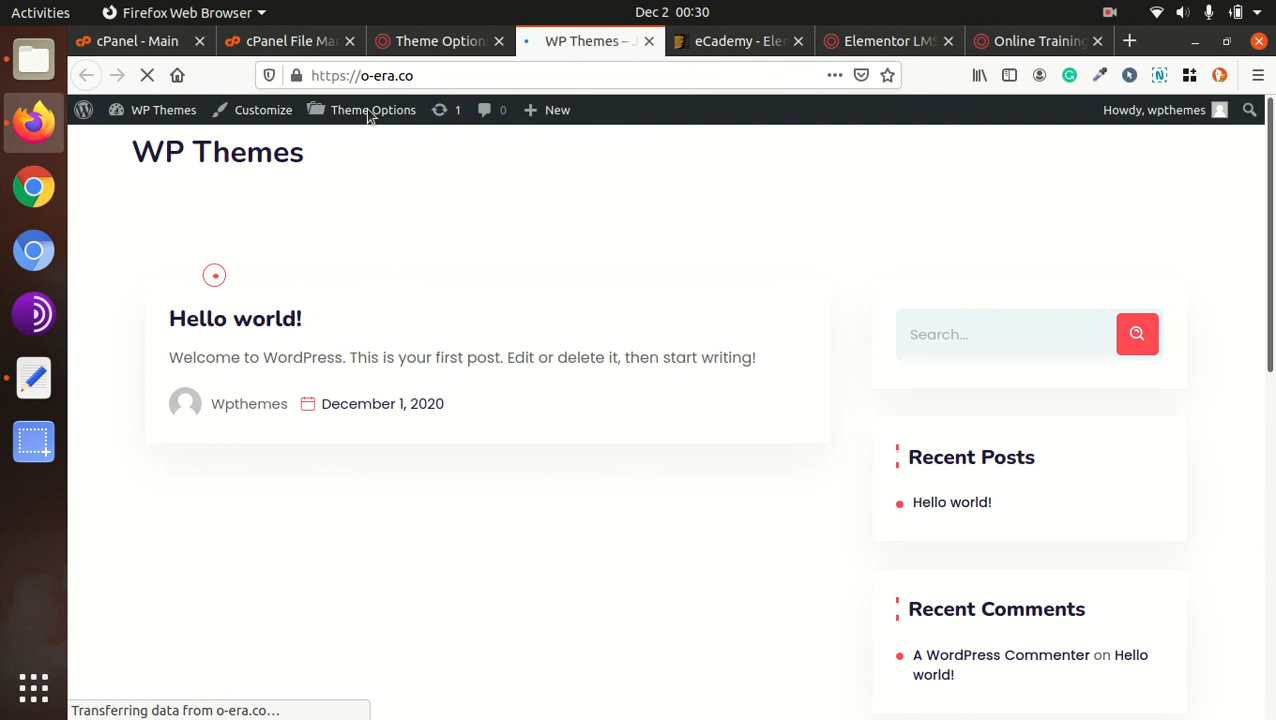 Activities
Firefox Web Browser
Dec 2 00:30
cPanel - Main
cPanel File Ma
Theme Option
WP Themes –
eCademy - Ele
Elementor LMS
Online Training
https://o-era.co
WP Themes
Customize
Theme Options
1
0
New
Howdy, wpthemes
WP Themes
Hello world!
Welcome to WordPress. This is your first post. Edit or delete it, then start writing!
Wpthemes
December 1, 2020
Search...
Recent Posts
Hello world!
Recent Comments
A WordPress Commenter on Hello
world!
Transferring data from o-era.co...